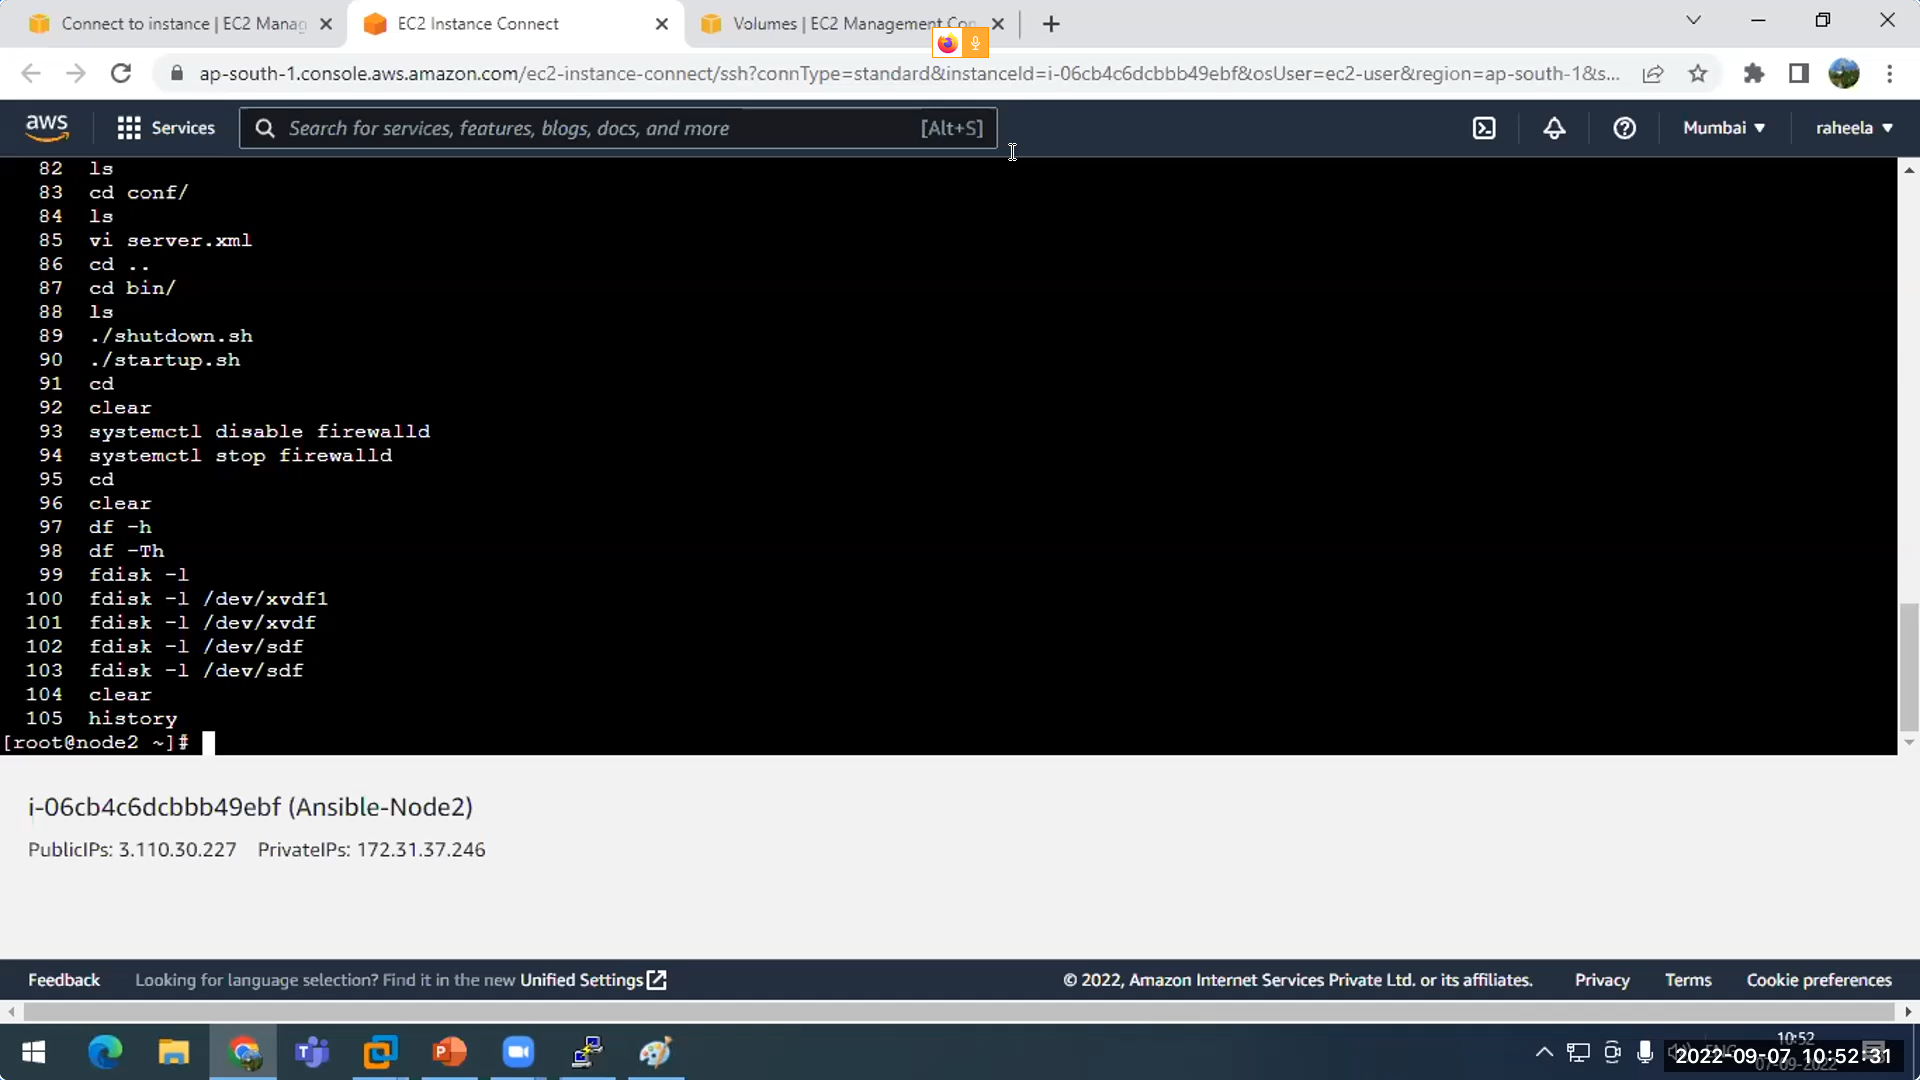 Connect to instance | EC2 Manag
EC2 Instance Connect
Volumes | EC2 Management Con
ap-south-1.console.aws.amazon.com/ec2-instance-connect/ssh?connType=standard&instanceId=i-06cb4c6dcbbb49ebf&osUser=ec2-user&region=ap-south-1&s...
aws
Services
Search for services, features, blogs, docs, and more
[Alt+S]
Mumbai
raheela
82 ls
83 cd conf/
84 ls
85 vi server.xml
86 cd ..
87 cd bin/
88 ls
89 ./shutdown.sh
90 ./startup.sh
91 cd
92 clear
93 systemctl disable firewalld
94 systemctl stop firewalld
95 cd
96 clear
97 df -h
98 df -Th
99 fdisk -l
100 fdisk -l /dev/xvdf1
101 fdisk -l /dev/xvdf
102 fdisk -l /dev/sdf
103 fdisk -l /dev/sdf
104 clear
105 history
[root@node2 ~]#
i-06cb4c6dcbbb49ebf (Ansible-Node2)
PublicIPs: 3.110.30.227 PrivateIPs: 172.31.37.246
Feedback
Looking for language selection? Find it in the new Unified Settings
© 2022, Amazon Internet Services Private Ltd. or its affiliates.
Privacy
Terms
Cookie preferences
10:52
ENG
2022-09-07 10:52:31
07-09-2022